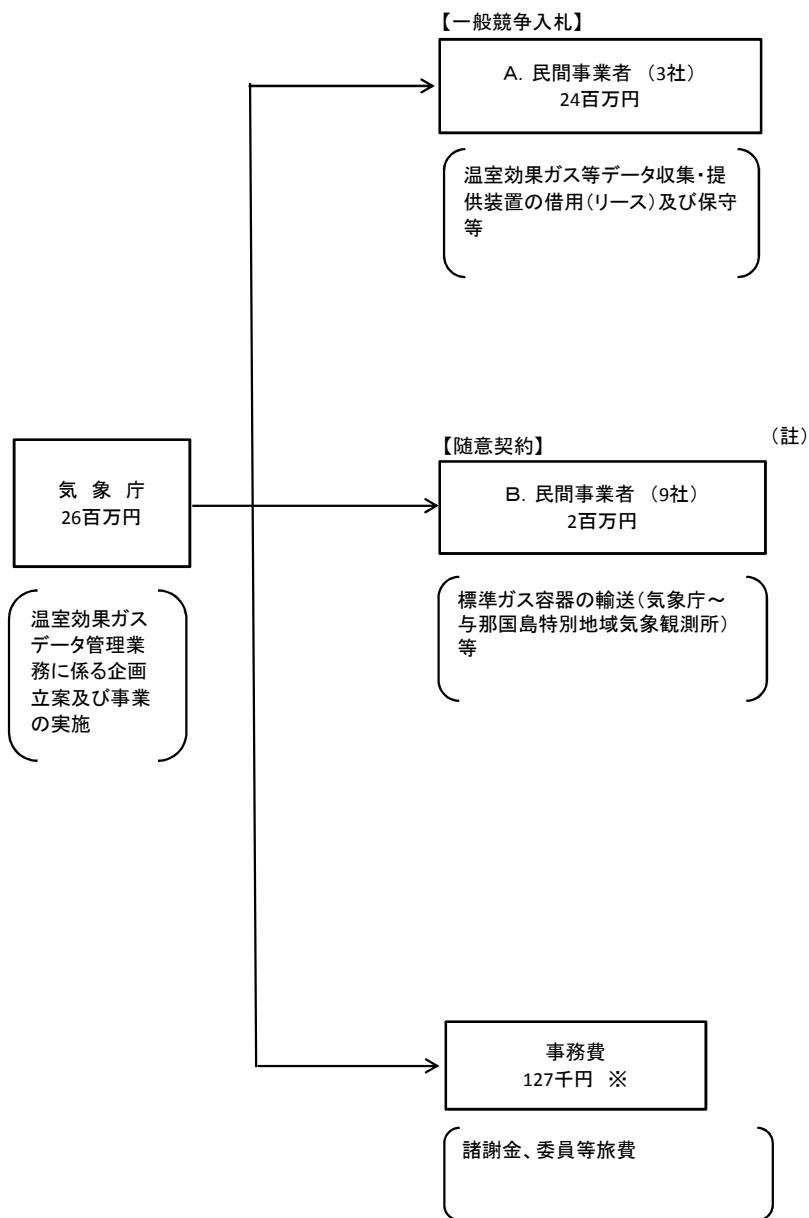 【一般競争入札】
A. 民間事業者 （3社）
24百万円
温室効果ガス等データ収集・提
供装置の借用（リース）及び保守
等
（註）
【随意契約】
気 象 庁
26百万円
B. 民間事業者 （9社）
2百万円
温室効果ガス
データ管理業
務に係る企画
立案及び事業
の実施
標準ガス容器の輸送（気象庁～
与那国島特別地域気象観測所）
等
事務費
127千円 ※
諸謝金、委員等旅費